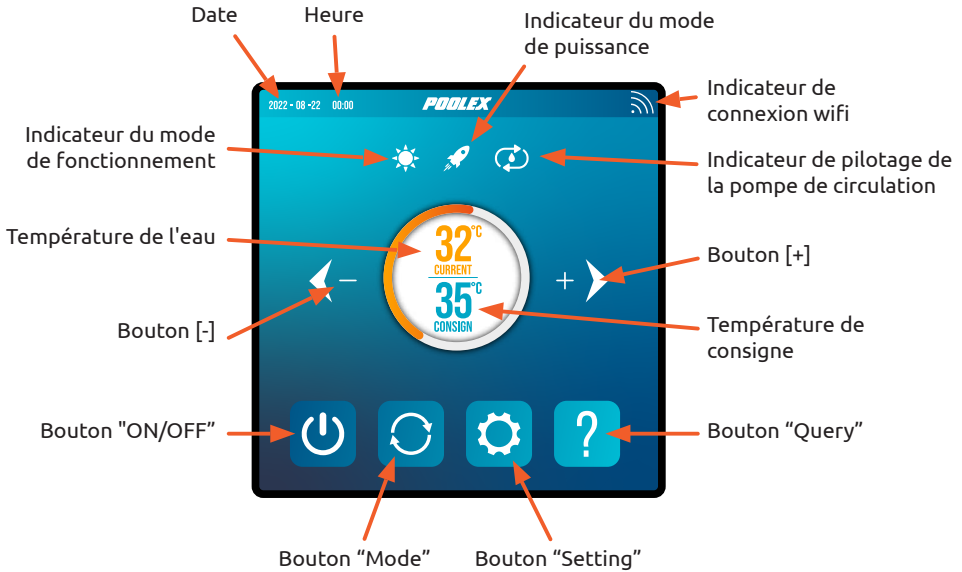 Date
Heure
Indicateur du mode
de puissance
Indicateur de
connexion wifi
2022 - 08 -22 00:00
POOLEX
Indicateur du mode
de fonctionnement
Indicateur de pilotage de
la pompe de circulation
Température de l'eau
32°C
CURRENT
35°C
CONSIGN
−
+
Bouton [+]
Bouton [-]
Température de
consigne
Bouton "ON/OFF”
?
Bouton “Query”
Bouton “Mode”
Bouton “Setting”